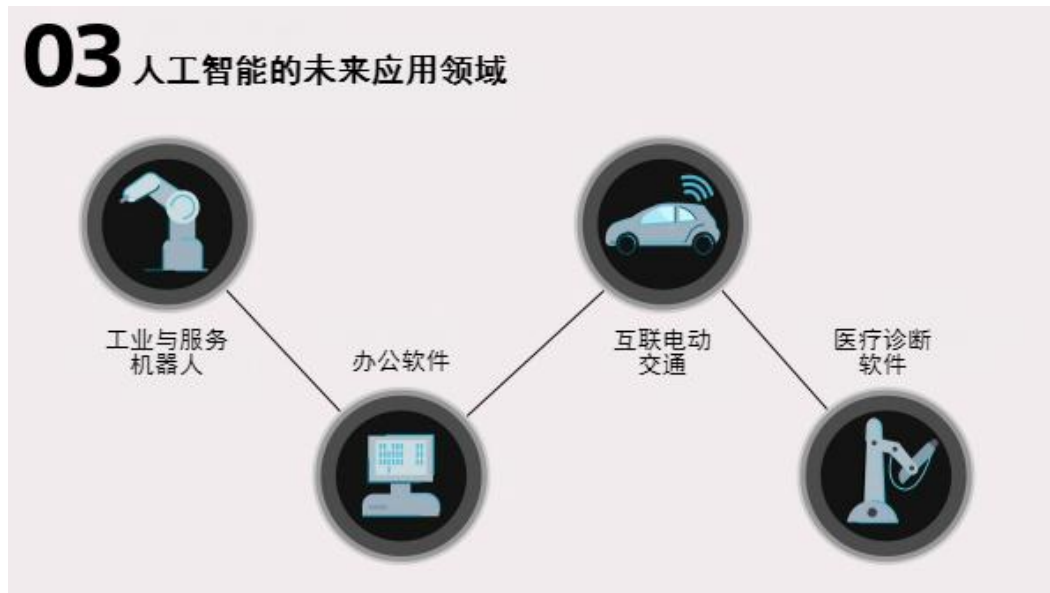 03 人工智能的未来应用领域
工业与服务
机器人
办公软件
互联电动
交通
医疗诊断
软件